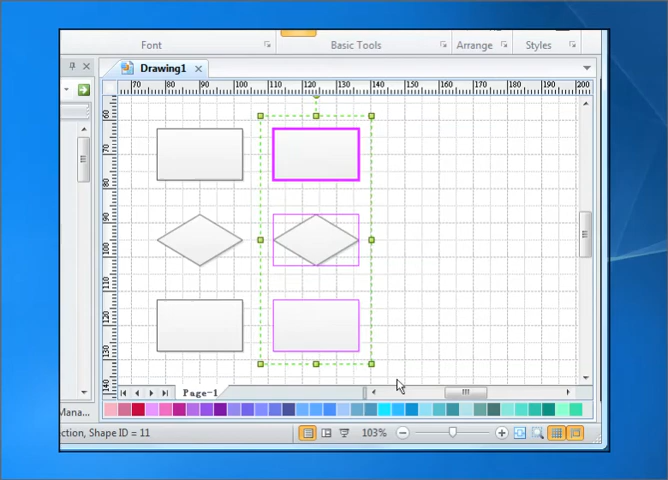 Font Basic Tools Arrange Styles
Drawing1
70 80 90 100 110 120 130 140 150 160 170 180 190 200
60
70
80
90
100
110
120
130
140
Page-1
Mana...
ction, Shape ID = 11 103%